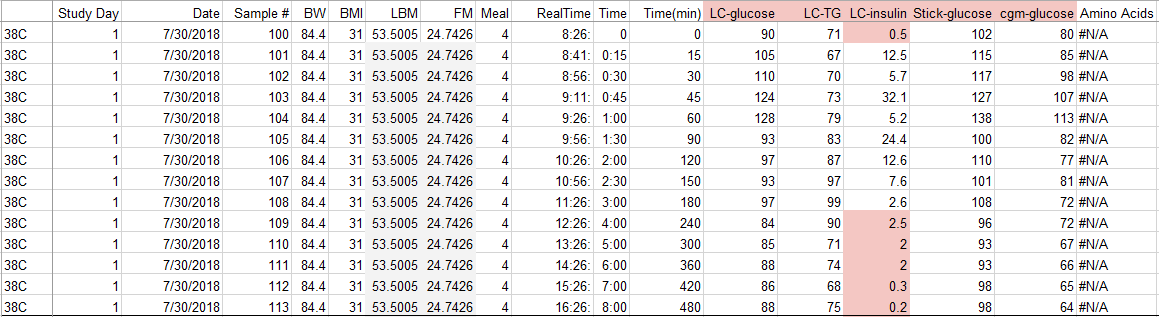 Study Day Date Sample # BW BMI LBM FM Meal RealTime Time Time(min) LC-glucose LC-TG LC-insulin Stick-glucose cgm-glucose Amino Acids
38C 1 7/30/2018 100 84.4 31 53.5005 24.7426 4 8:26: 0 0 90 71 0.5 102 80 #N/A
38C 1 7/30/2018 101 84.4 31 53.5005 24.7426 4 8:41: 0:15 15 105 67 12.5 115 85 #N/A
38C 1 7/30/2018 102 84.4 31 53.5005 24.7426 4 8:56: 0:30 30 110 70 5.7 117 98 #N/A
38C 1 7/30/2018 103 84.4 31 53.5005 24.7426 4 9:11: 0:45 45 124 73 32.1 127 107 #N/A
38C 1 7/30/2018 104 84.4 31 53.5005 24.7426 4 9:26: 1:00 60 128 79 5.2 138 113 #N/A
38C 1 7/30/2018 105 84.4 31 53.5005 24.7426 4 9:56: 1:30 90 93 83 24.4 100 82 #N/A
38C 1 7/30/2018 106 84.4 31 53.5005 24.7426 4 10:26: 2:00 120 97 87 12.6 110 77 #N/A
38C 1 7/30/2018 107 84.4 31 53.5005 24.7426 4 10:56: 2:30 150 93 97 7.6 101 81 #N/A
38C 1 7/30/2018 108 84.4 31 53.5005 24.7426 4 11:26: 3:00 180 97 99 2.6 108 72 #N/A
38C 1 7/30/2018 109 84.4 31 53.5005 24.7426 4 12:26: 4:00 240 84 90 2.5 96 72 #N/A
38C 1 7/30/2018 110 84.4 31 53.5005 24.7426 4 13:26: 5:00 300 85 71 2 93 67 #N/A
38C 1 7/30/2018 111 84.4 31 53.5005 24.7426 4 14:26: 6:00 360 88 74 2 93 66 #N/A
38C 1 7/30/2018 112 84.4 31 53.5005 24.7426 4 15:26: 7:00 420 86 68 0.3 98 65 #N/A
38C 1 7/30/2018 113 84.4 31 53.5005 24.7426 4 16:26: 8:00 480 88 75 0.2 98 64 #N/A